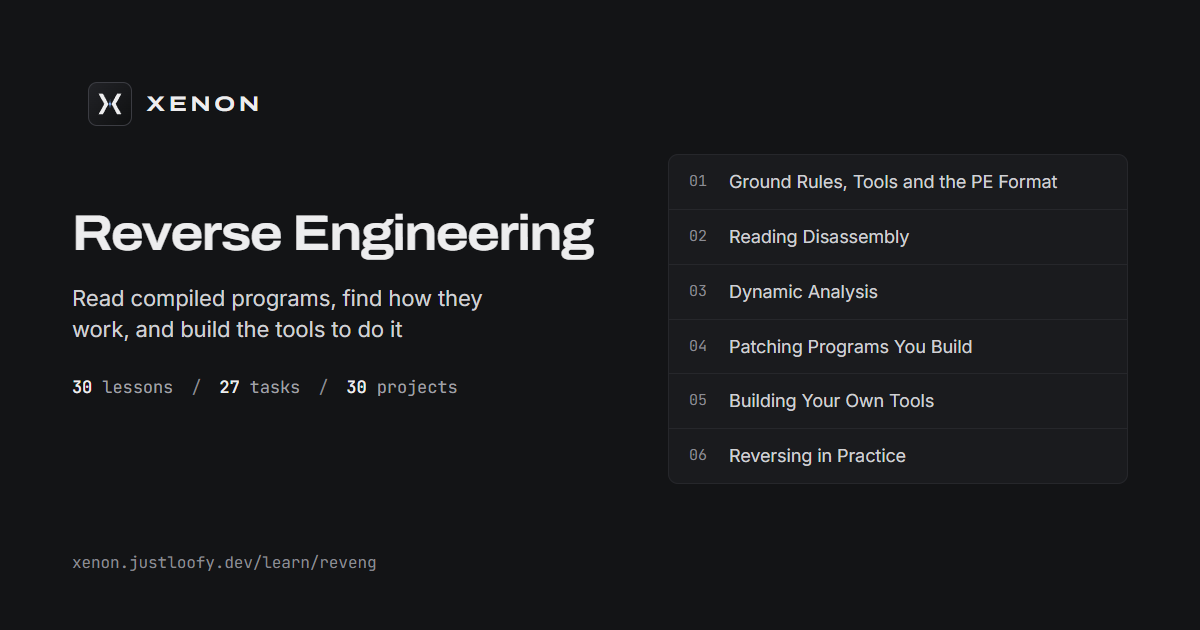 XENON
Reverse Engineering
Read compiled programs, find how they
work, and build the tools to do it
30 lessons / 27 tasks / 30 projects
01 Ground Rules, Tools and the PE Format
02 Reading Disassembly
03 Dynamic Analysis
04 Patching Programs You Build
05 Building Your Own Tools
06 Reversing in Practice
xenon.justloofy.dev/learn/reveng